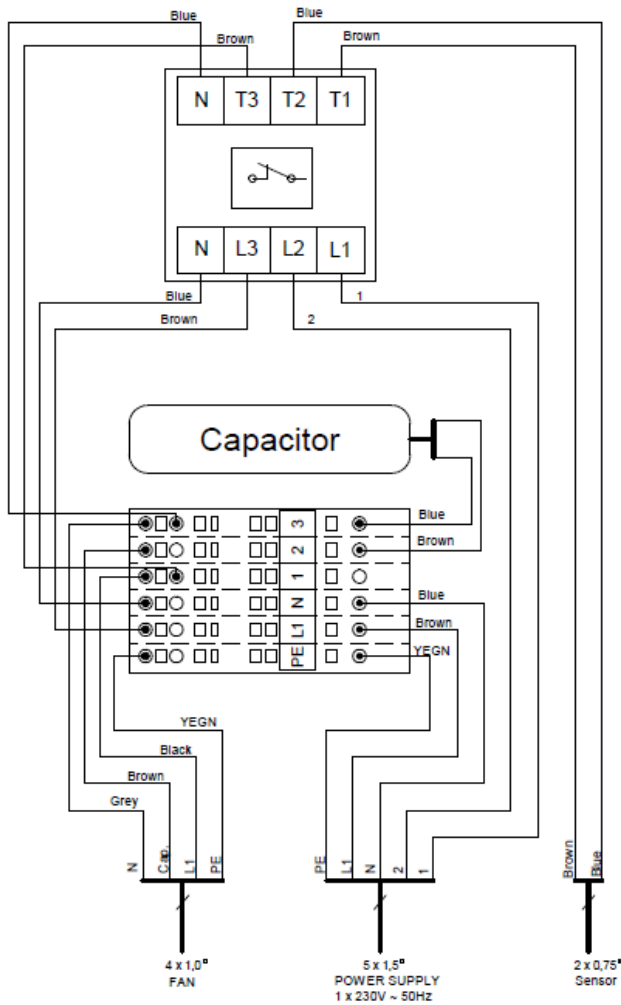 Blue
Blue
Brown
Brown
N T3 T2 T1
N L3 L2 L1
Blue
1
Brown
2
Capacitor
3
Blue
2
Brown
1
N
Blue
L1
Brown
PE
YEGN
YEGN
Black
Brown
Grey
N Cap. L1 PE
PE L1 N 2 1
Brown Blue
4 x 1,0¤
FAN
5 x 1,5¤
POWER SUPPLY
1 x 230V ~ 50Hz
2 x 0,75¤
Sensor